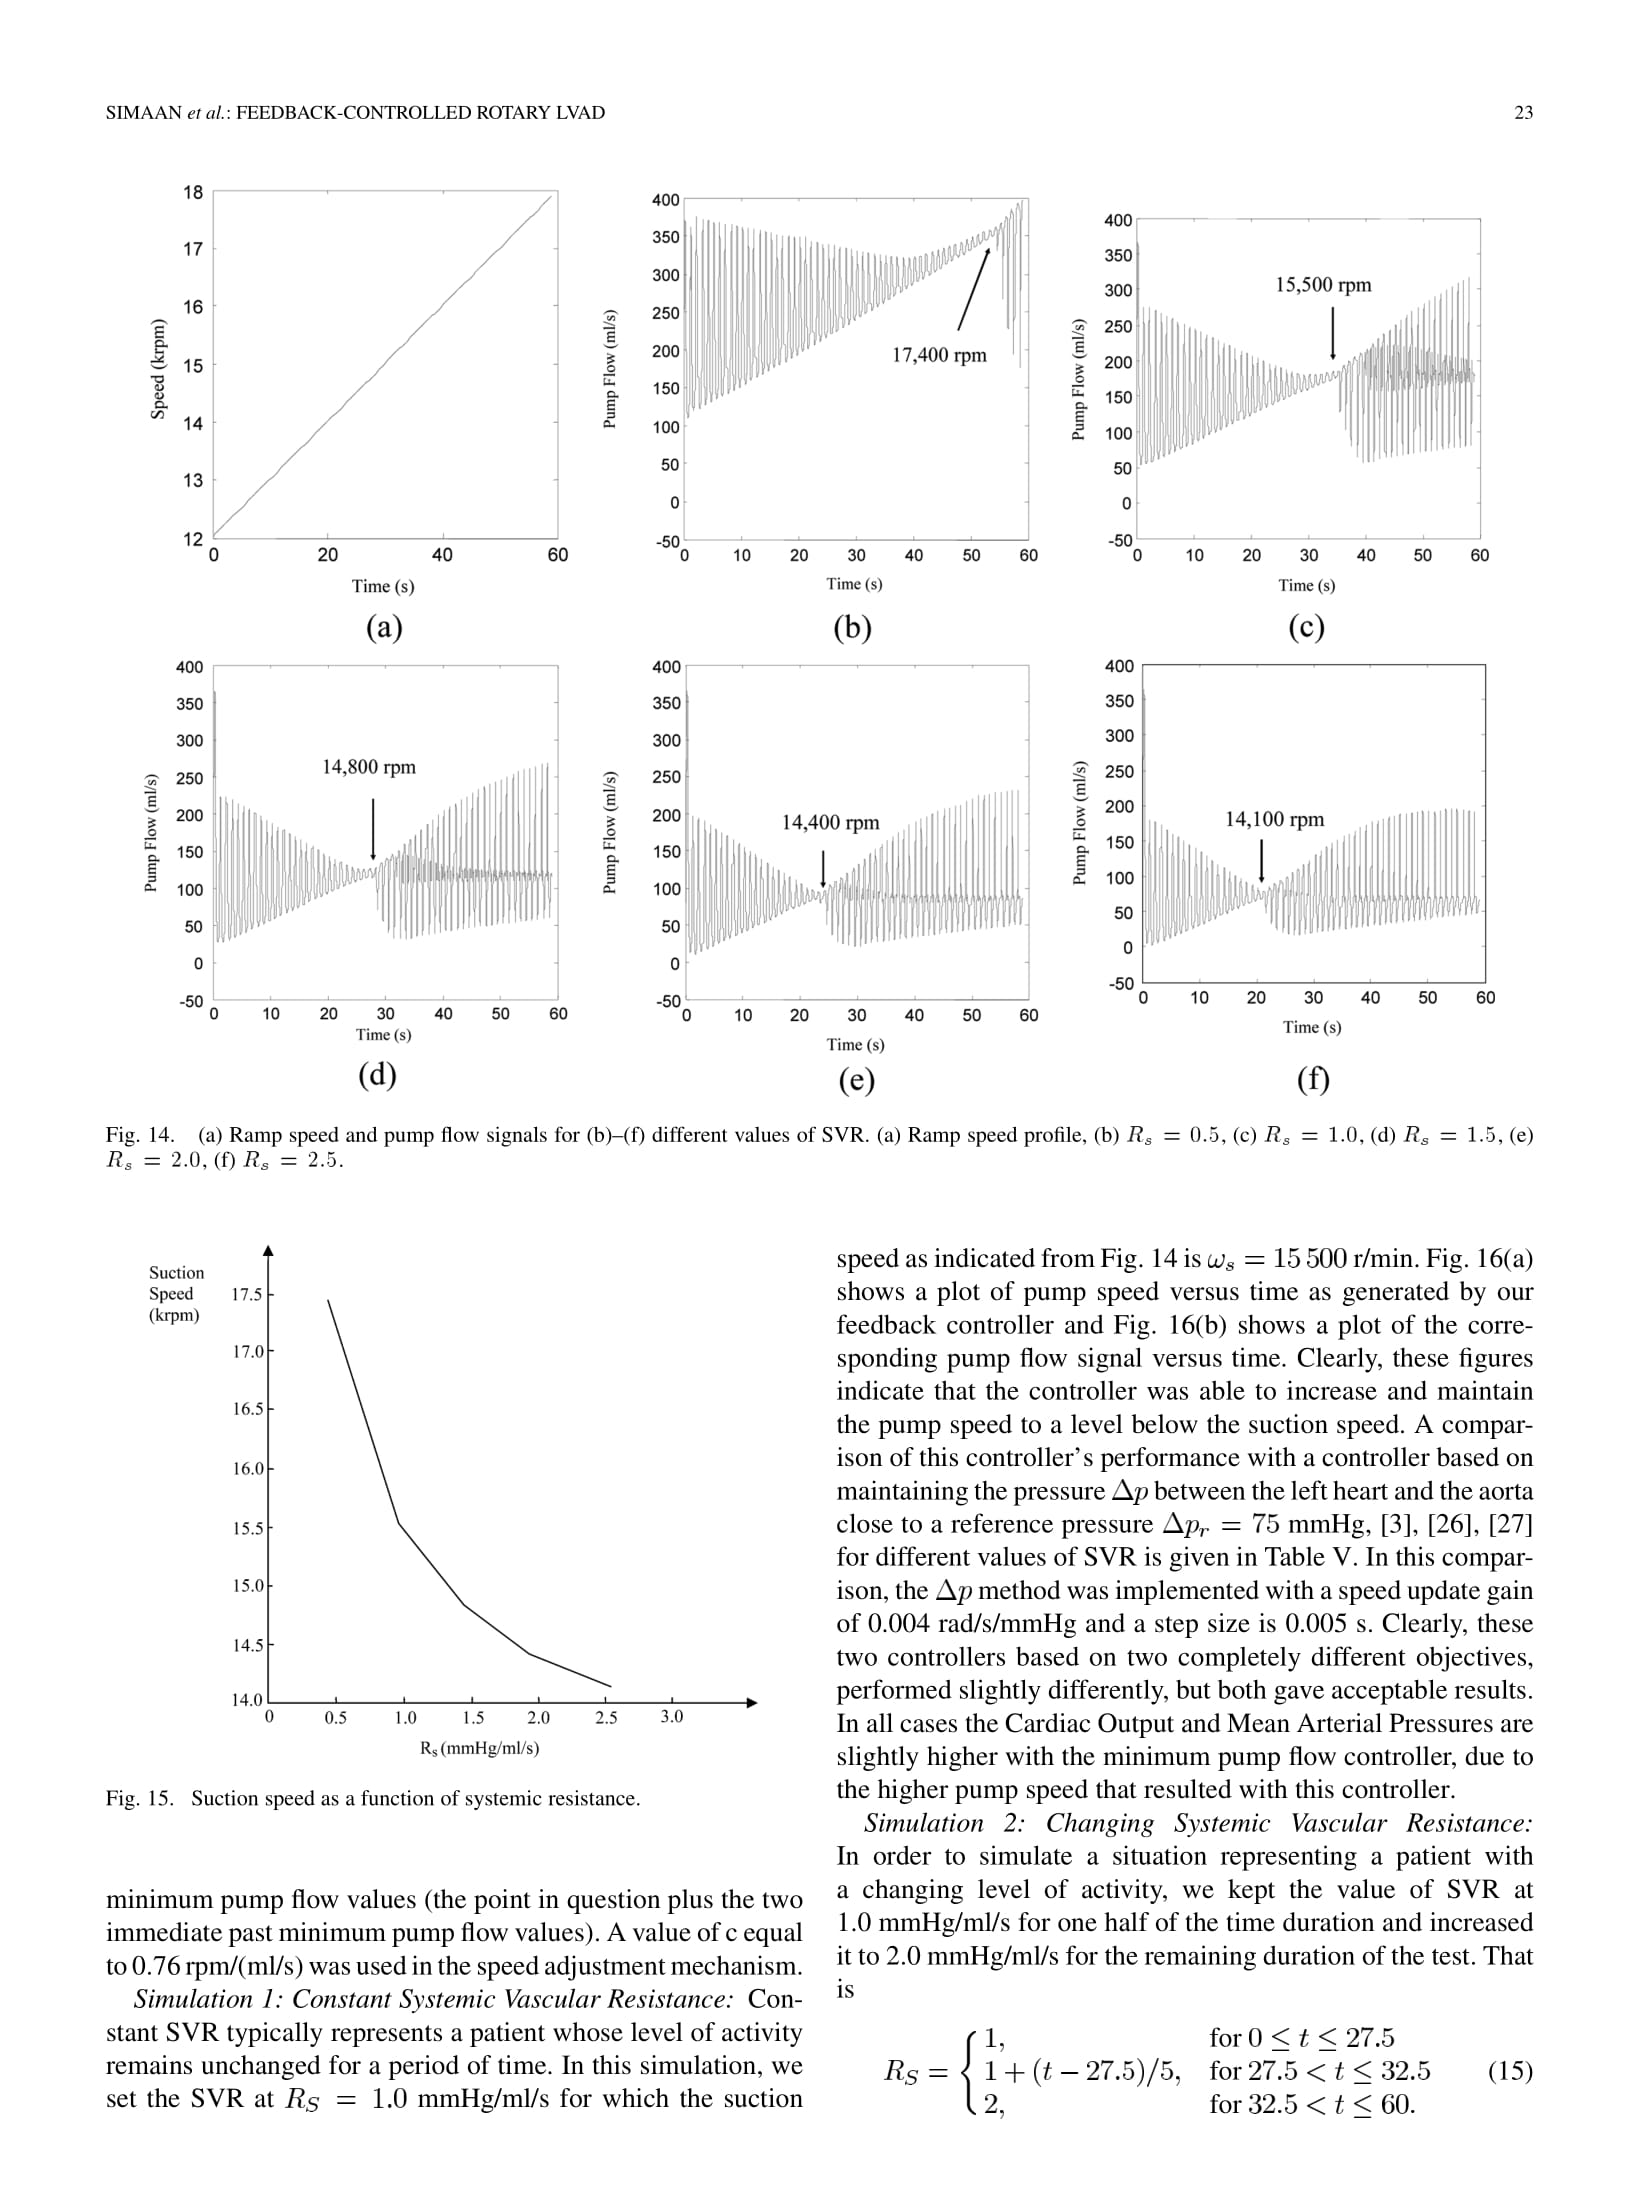 SIMAAN et al.: FEEDBACK-CONTROLLED ROTARY LVAD 23
18
17
16
15
14
13
12
0 20 40 60
Speed (krpm)
Time (s)
(a)
400
350
300
250
200
150
100
50
0
-50
0 10 20 30 40 50 60
Pump Flow (ml/s)
17,400 rpm
Time (s)
(b)
400
350
300
250
200
150
100
50
0
-50
0 10 20 30 40 50 60
Pump Flow (ml/s)
15,500 rpm
Time (s)
(c)
400
350
300
250
200
150
100
50
0
-50
0 10 20 30 40 50 60
Pump Flow (ml/s)
14,800 rpm
Time (s)
(d)
400
350
300
250
200
150
100
50
0
-50
0 10 20 30 40 50 60
Pump Flow (ml/s)
14,400 rpm
Time (s)
(e)
400
350
300
250
200
150
100
50
0
-50
0 10 20 30 40 50 60
Pump Flow (ml/s)
14,100 rpm
Time (s)
(f)
Fig. 14. (a) Ramp speed and pump flow signals for (b)–(f) different values of SVR. (a) Ramp speed profile, (b) Rs = 0.5, (c) Rs = 1.0, (d) Rs = 1.5, (e)
Rs = 2.0, (f) Rs = 2.5.
Suction
Speed
(krpm)
17.5
17.0
16.5
16.0
15.5
15.0
14.5
14.0
0 0.5 1.0 1.5 2.0 2.5 3.0
Rs (mmHg/ml/s)
Fig. 15. Suction speed as a function of systemic resistance.
minimum pump flow values (the point in question plus the two
immediate past minimum pump flow values). A value of c equal
to 0.76 rpm/(ml/s) was used in the speed adjustment mechanism.
Simulation 1: Constant Systemic Vascular Resistance: Con-
stant SVR typically represents a patient whose level of activity
remains unchanged for a period of time. In this simulation, we
set the SVR at RS = 1.0 mmHg/ml/s for which the suction
speed as indicated from Fig. 14 is ωs = 15 500 r/min. Fig. 16(a)
shows a plot of pump speed versus time as generated by our
feedback controller and Fig. 16(b) shows a plot of the corre-
sponding pump flow signal versus time. Clearly, these figures
indicate that the controller was able to increase and maintain
the pump speed to a level below the suction speed. A compar-
ison of this controller's performance with a controller based on
maintaining the pressure Δp between the left heart and the aorta
close to a reference pressure Δpr = 75 mmHg, [3], [26], [27]
for different values of SVR is given in Table V. In this compar-
ison, the Δp method was implemented with a speed update gain
of 0.004 rad/s/mmHg and a step size is 0.005 s. Clearly, these
two controllers based on two completely different objectives,
performed slightly differently, but both gave acceptable results.
In all cases the Cardiac Output and Mean Arterial Pressures are
slightly higher with the minimum pump flow controller, due to
the higher pump speed that resulted with this controller.
Simulation 2: Changing Systemic Vascular Resistance:
In order to simulate a situation representing a patient with
a changing level of activity, we kept the value of SVR at
1.0 mmHg/ml/s for one half of the time duration and increased
it to 2.0 mmHg/ml/s for the remaining duration of the test. That
is
1, for 0 ≤ t ≤ 27.5
RS = { 1 + (t − 27.5)/5, for 27.5 < t ≤ 32.5 (15)
2, for 32.5 < t ≤ 60.